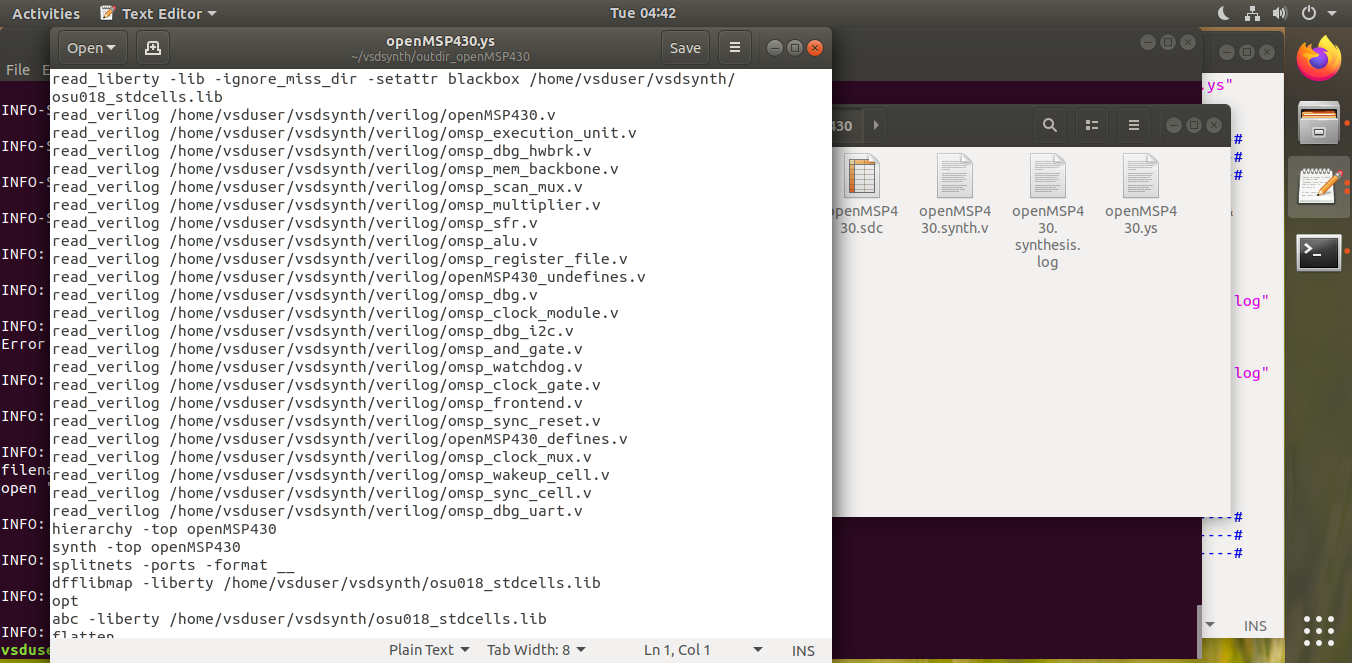 Activities Text Editor Tue 04:42
Open openMSP430.ys Save
~/vsdsynth/outdir_openMSP430
File
read_liberty -lib -ignore_miss_dir -setattr blackbox /home/vsduser/vsdsynth/
osu018_stdcells.lib
read_verilog /home/vsduser/vsdsynth/verilog/openMSP430.v
read_verilog /home/vsduser/vsdsynth/verilog/omsp_execution_unit.v
read_verilog /home/vsduser/vsdsynth/verilog/omsp_dbg_hwbrk.v
read_verilog /home/vsduser/vsdsynth/verilog/omsp_mem_backbone.v
read_verilog /home/vsduser/vsdsynth/verilog/omsp_scan_mux.v
read_verilog /home/vsduser/vsdsynth/verilog/omsp_multiplier.v
read_verilog /home/vsduser/vsdsynth/verilog/omsp_sfr.v
read_verilog /home/vsduser/vsdsynth/verilog/omsp_alu.v
read_verilog /home/vsduser/vsdsynth/verilog/omsp_register_file.v
read_verilog /home/vsduser/vsdsynth/verilog/openMSP430_undefines.v
read_verilog /home/vsduser/vsdsynth/verilog/omsp_dbg.v
read_verilog /home/vsduser/vsdsynth/verilog/omsp_clock_module.v
read_verilog /home/vsduser/vsdsynth/verilog/omsp_dbg_i2c.v
read_verilog /home/vsduser/vsdsynth/verilog/omsp_and_gate.v
read_verilog /home/vsduser/vsdsynth/verilog/omsp_watchdog.v
read_verilog /home/vsduser/vsdsynth/verilog/omsp_clock_gate.v
read_verilog /home/vsduser/vsdsynth/verilog/omsp_frontend.v
read_verilog /home/vsduser/vsdsynth/verilog/omsp_sync_reset.v
read_verilog /home/vsduser/vsdsynth/verilog/openMSP430_defines.v
read_verilog /home/vsduser/vsdsynth/verilog/omsp_clock_mux.v
read_verilog /home/vsduser/vsdsynth/verilog/omsp_wakeup_cell.v
read_verilog /home/vsduser/vsdsynth/verilog/omsp_sync_cell.v
read_verilog /home/vsduser/vsdsynth/verilog/omsp_dbg_uart.v
hierarchy -top openMSP430
synth -top openMSP430
splitnets -ports -format __
dfflibmap -liberty /home/vsduser/vsdsynth/osu018_stdcells.lib
opt
abc -liberty /home/vsduser/vsdsynth/osu018_stdcells.lib
flatten
Plain Text Tab Width: 8 Ln 1, Col 1 INS
INFO-S
INFO-S
INFO-S
INFO-S
INFO:
INFO:
INFO:
Error
INFO:
INFO:
INFO:
filena
open '
INFO:
INFO:
INFO:
INFO:
vsduse
430
openMSP4
30.sdc
openMSP4
30.synth.v
openMSP4
30.
synthesis.
log
openMSP4
30.ys
.ys"
#
#
#
log"
log"
----#
----#
----#
INS